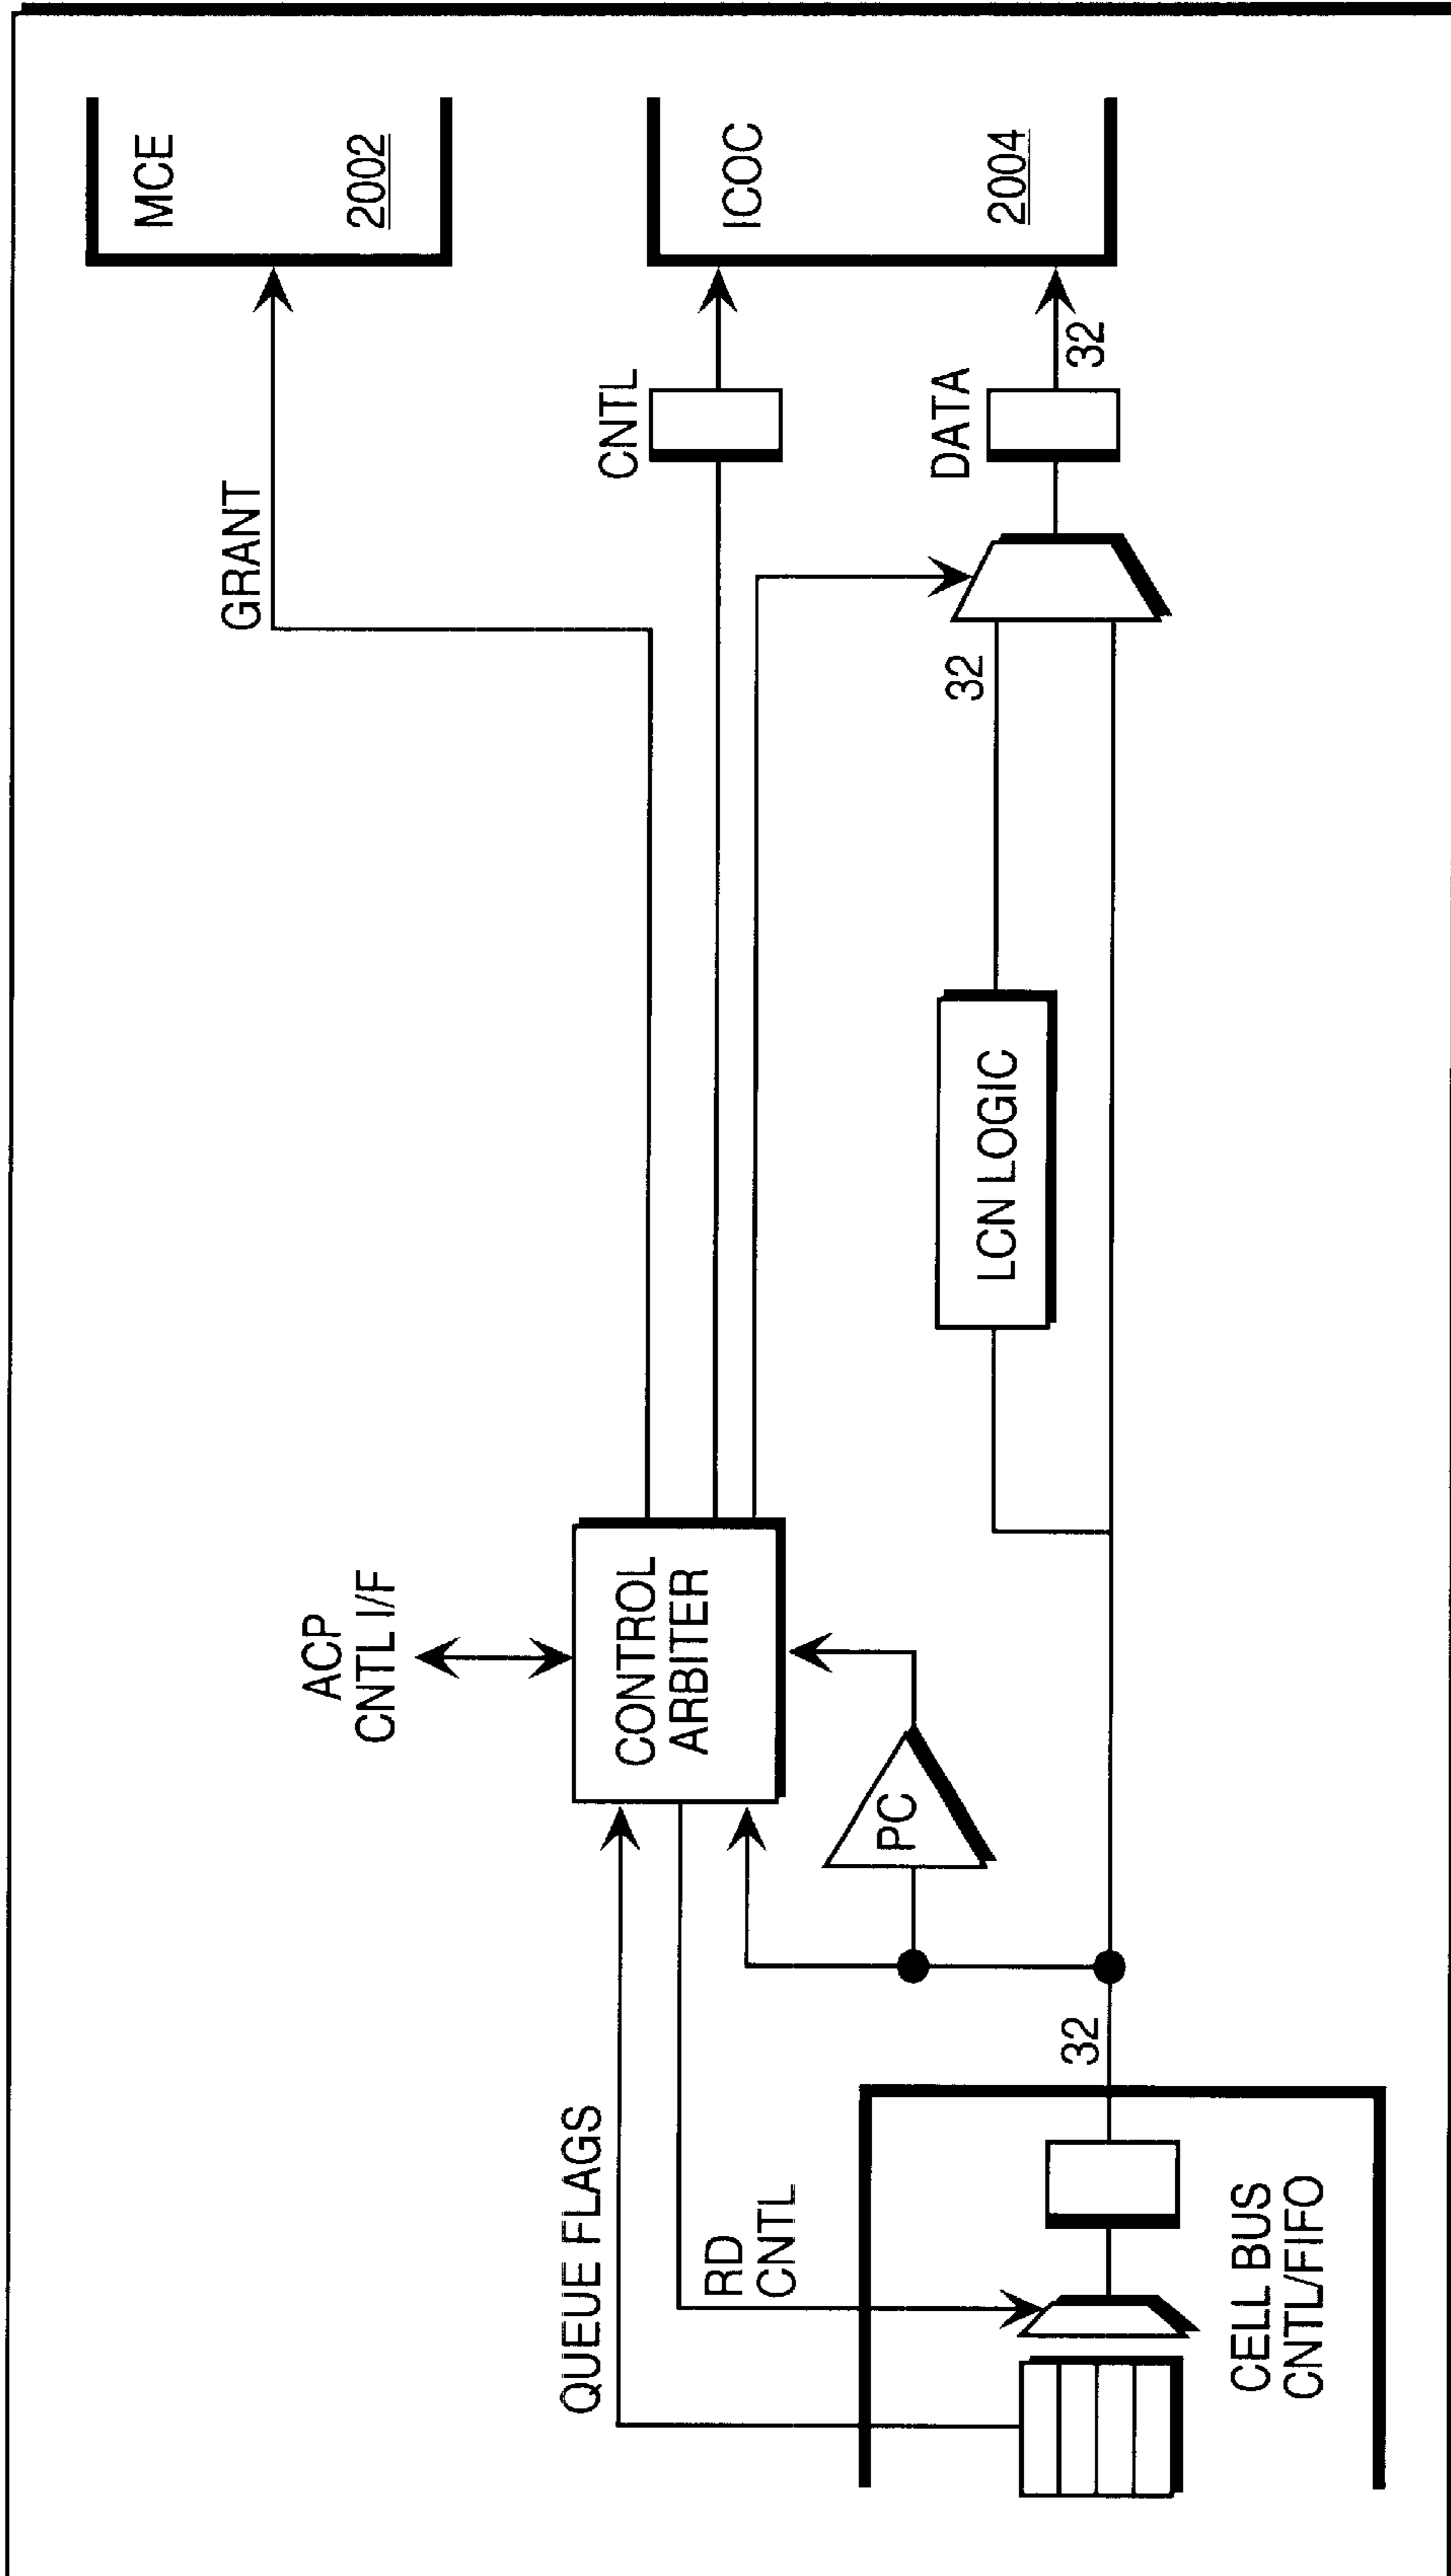 MCE
2002
GRANT
ICOC
2004
CNTL
DATA
32
32
LCN LOGIC
ACP
CNTL I/F
CONTROL
ARBITER
PC
QUEUE FLAGS
RD
CNTL
32
CELL BUS
CNTL/FIFO